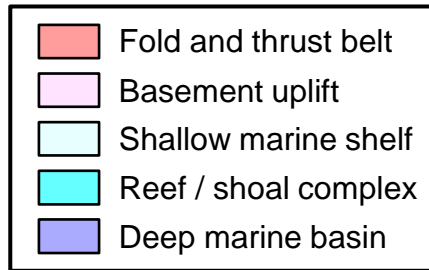 Fold and thrust belt
Basement uplift
Shallow marine shelf
Reef / shoal complex
Deep marine basin